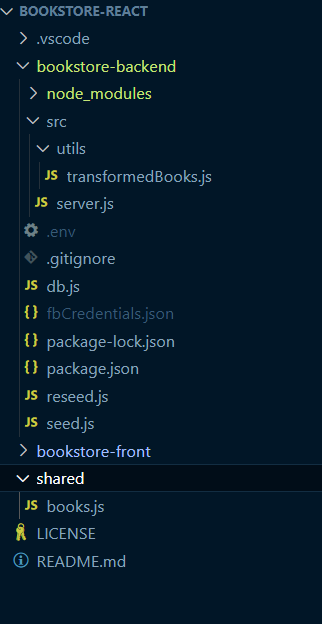 BOOKSTORE-REACT
.vscode
bookstore-backend
node_modules
src
utils
JS transformedBooks.js
JS server.js
.env
.gitignore
JS db.js
{} fbCredentials.json
{} package-lock.json
{} package.json
JS reseed.js
JS seed.js
bookstore-front
shared
JS books.js
LICENSE
README.md